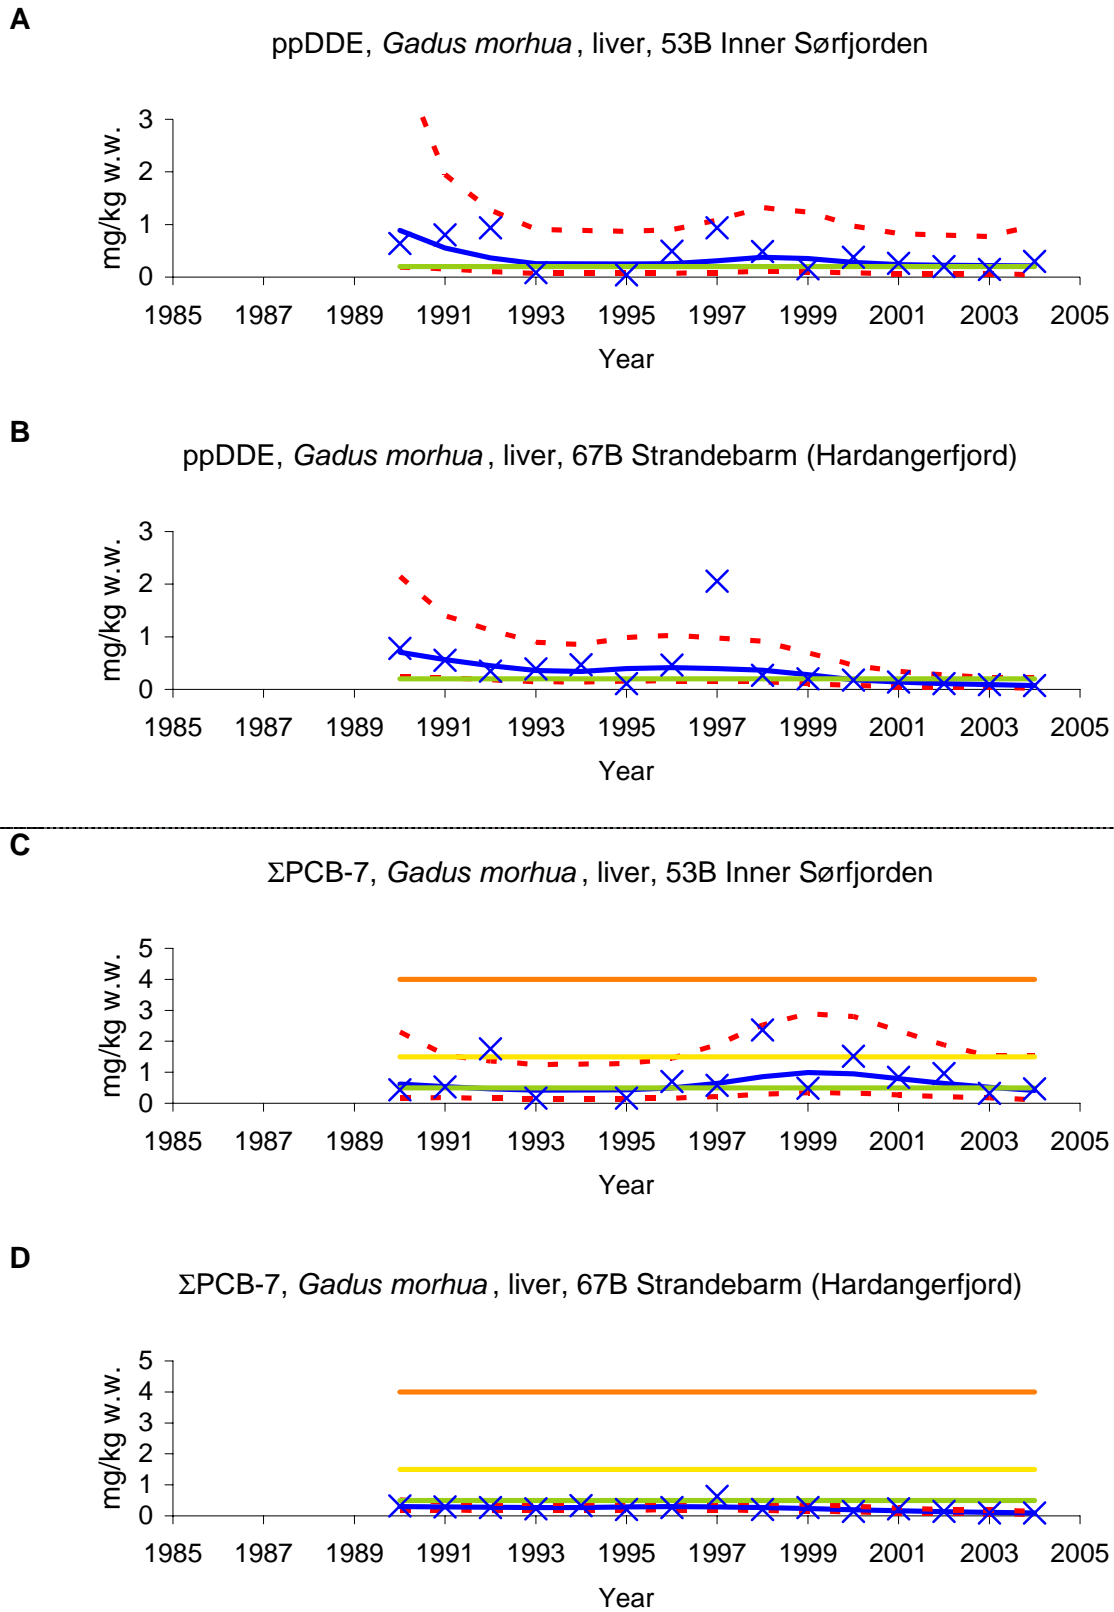 A
ppDDE, Gadus morhua, liver, 53B Inner Sørfjorden
mg/kg w.w.
3
2
1
0
1985 1987 1989 1991 1993 1995 1997 1999 2001 2003 2005
Year
B
ppDDE, Gadus morhua, liver, 67B Strandebarm (Hardangerfjord)
mg/kg w.w.
3
2
1
0
1985 1987 1989 1991 1993 1995 1997 1999 2001 2003 2005
Year
C
ΣPCB-7, Gadus morhua, liver, 53B Inner Sørfjorden
mg/kg w.w.
5
4
3
2
1
0
1985 1987 1989 1991 1993 1995 1997 1999 2001 2003 2005
Year
D
ΣPCB-7, Gadus morhua, liver, 67B Strandebarm (Hardangerfjord)
mg/kg w.w.
5
4
3
2
1
0
1985 1987 1989 1991 1993 1995 1997 1999 2001 2003 2005
Year